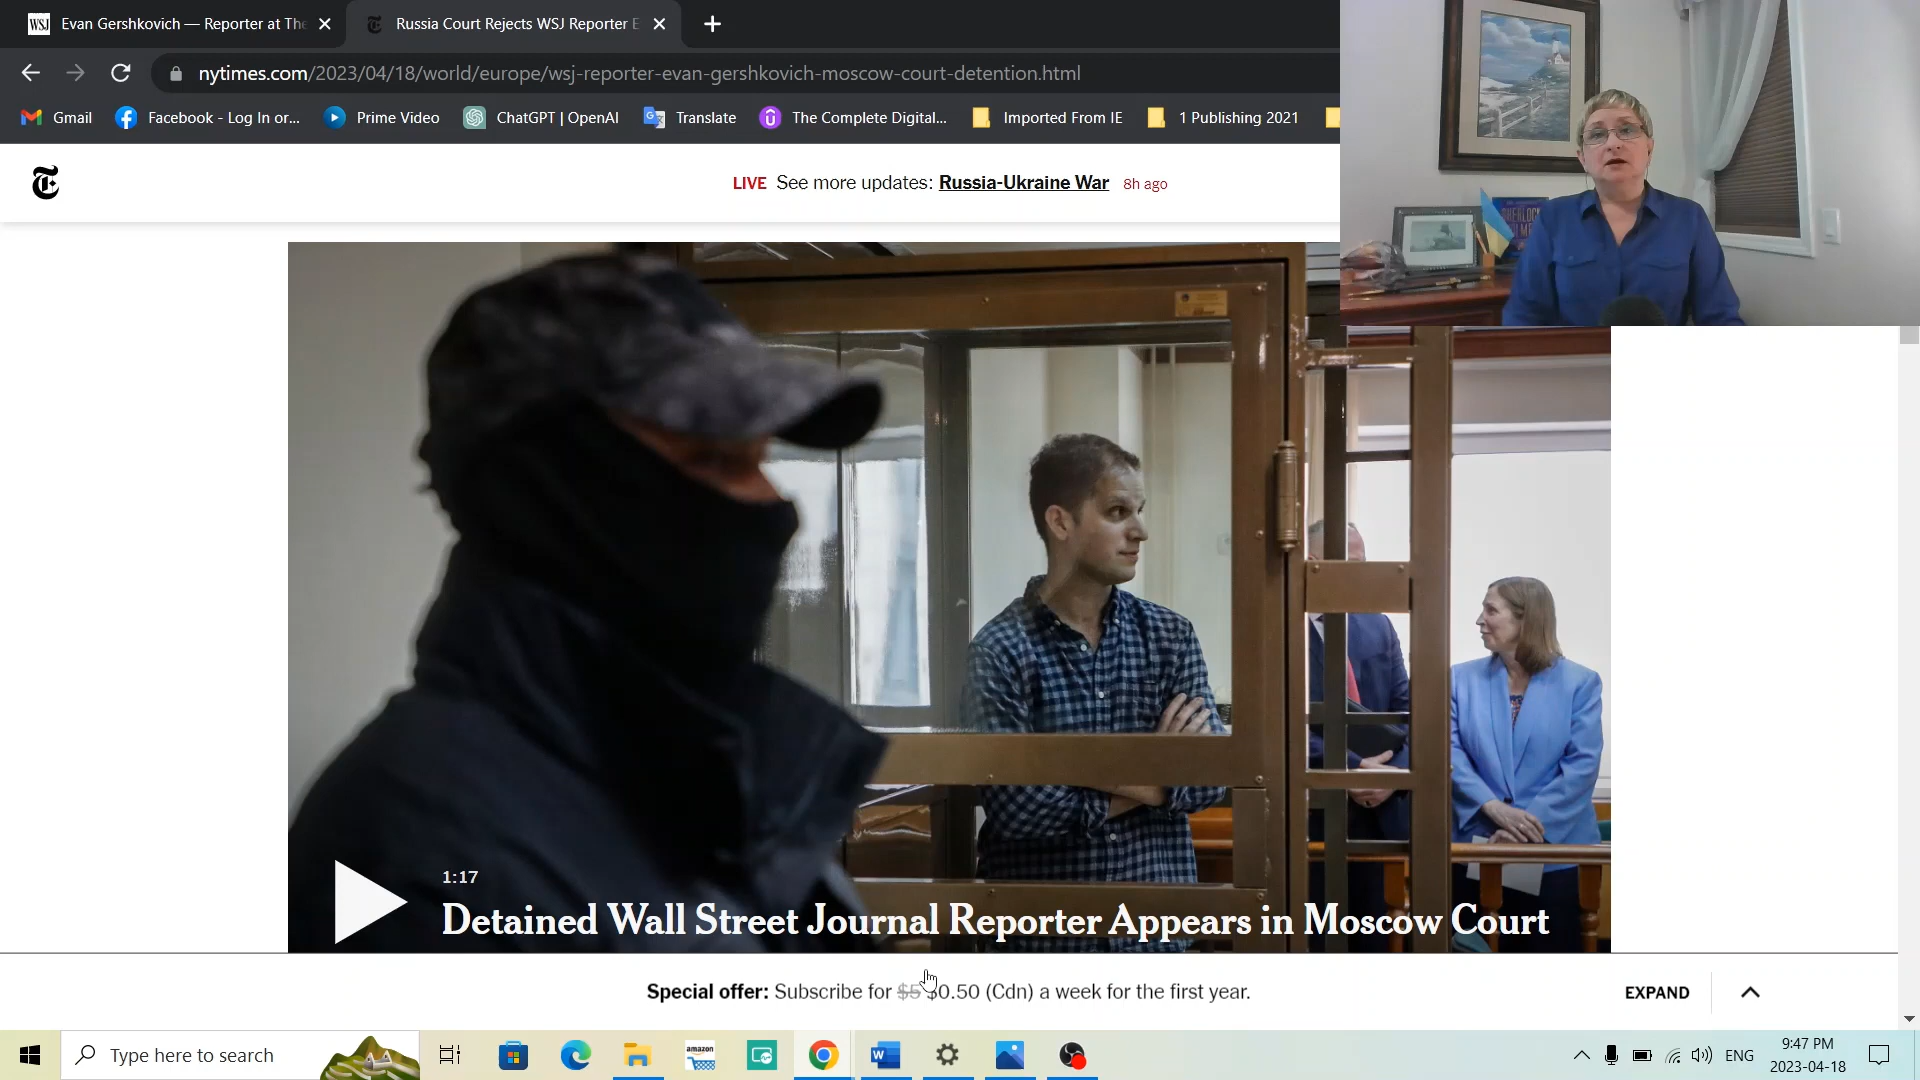 WSJ Evan Gershkovich — Reporter at The
Russia Court Rejects WSJ Reporter E
nytimes.com/2023/04/18/world/europe/wsj-reporter-evan-gershkovich-moscow-court-detention.html
Gmail
Facebook - Log In or...
Prime Video
ChatGPT | OpenAI
Translate
The Complete Digital...
Imported From IE
1 Publishing 2021
LIVE See more updates: Russia-Ukraine War 8h ago
SHERLOCK
1:17
Detained Wall Street Journal Reporter Appears in Moscow Court
Special offer: Subscribe for $5 $0.50 (Cdn) a week for the first year.
EXPAND
Type here to search
amazon
W
ENG
9:47 PM
2023-04-18